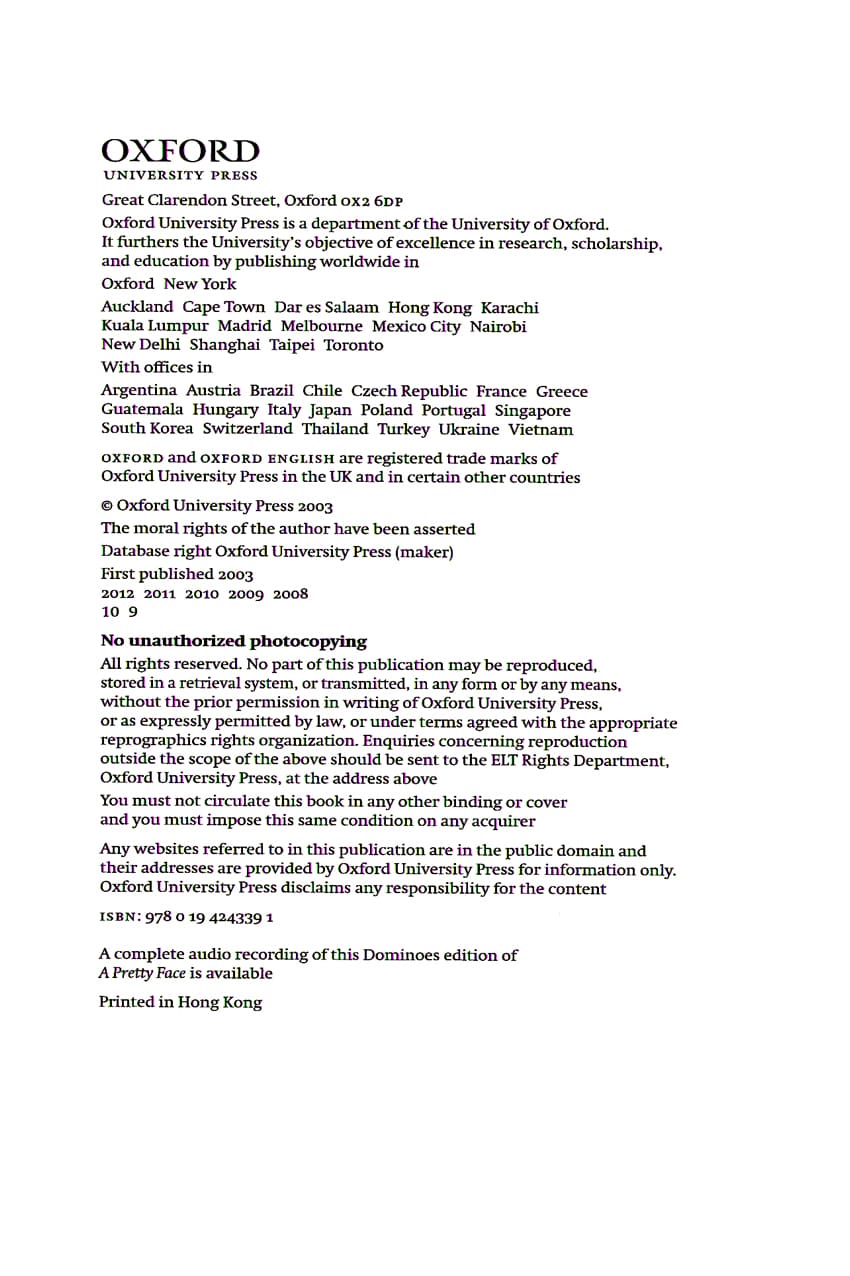 OXFORD
UNIVERSITY PRESS
Great Clarendon Street, Oxford OX2 6DP
Oxford University Press is a department of the University of Oxford.
It furthers the University's objective of excellence in research, scholarship,
and education by publishing worldwide in
Oxford New York
Auckland Cape Town Dar es Salaam Hong Kong Karachi
Kuala Lumpur Madrid Melbourne Mexico City Nairobi
New Delhi Shanghai Taipei Toronto
With offices in
Argentina Austria Brazil Chile Czech Republic France Greece
Guatemala Hungary Italy Japan Poland Portugal Singapore
South Korea Switzerland Thailand Turkey Ukraine Vietnam
OXFORD and OXFORD ENGLISH are registered trade marks of
Oxford University Press in the UK and in certain other countries
© Oxford University Press 2003
The moral rights of the author have been asserted
Database right Oxford University Press (maker)
First published 2003
2012 2011 2010 2009 2008
10 9
No unauthorized photocopying
All rights reserved. No part of this publication may be reproduced,
stored in a retrieval system, or transmitted, in any form or by any means,
without the prior permission in writing of Oxford University Press,
or as expressly permitted by law, or under terms agreed with the appropriate
reprographics rights organization. Enquiries concerning reproduction
outside the scope of the above should be sent to the ELT Rights Department,
Oxford University Press, at the address above
You must not circulate this book in any other binding or cover
and you must impose this same condition on any acquirer
Any websites referred to in this publication are in the public domain and
their addresses are provided by Oxford University Press for information only.
Oxford University Press disclaims any responsibility for the content
ISBN: 978 0 19 424339 1
A complete audio recording of this Dominoes edition of
A Pretty Face is available
Printed in Hong Kong